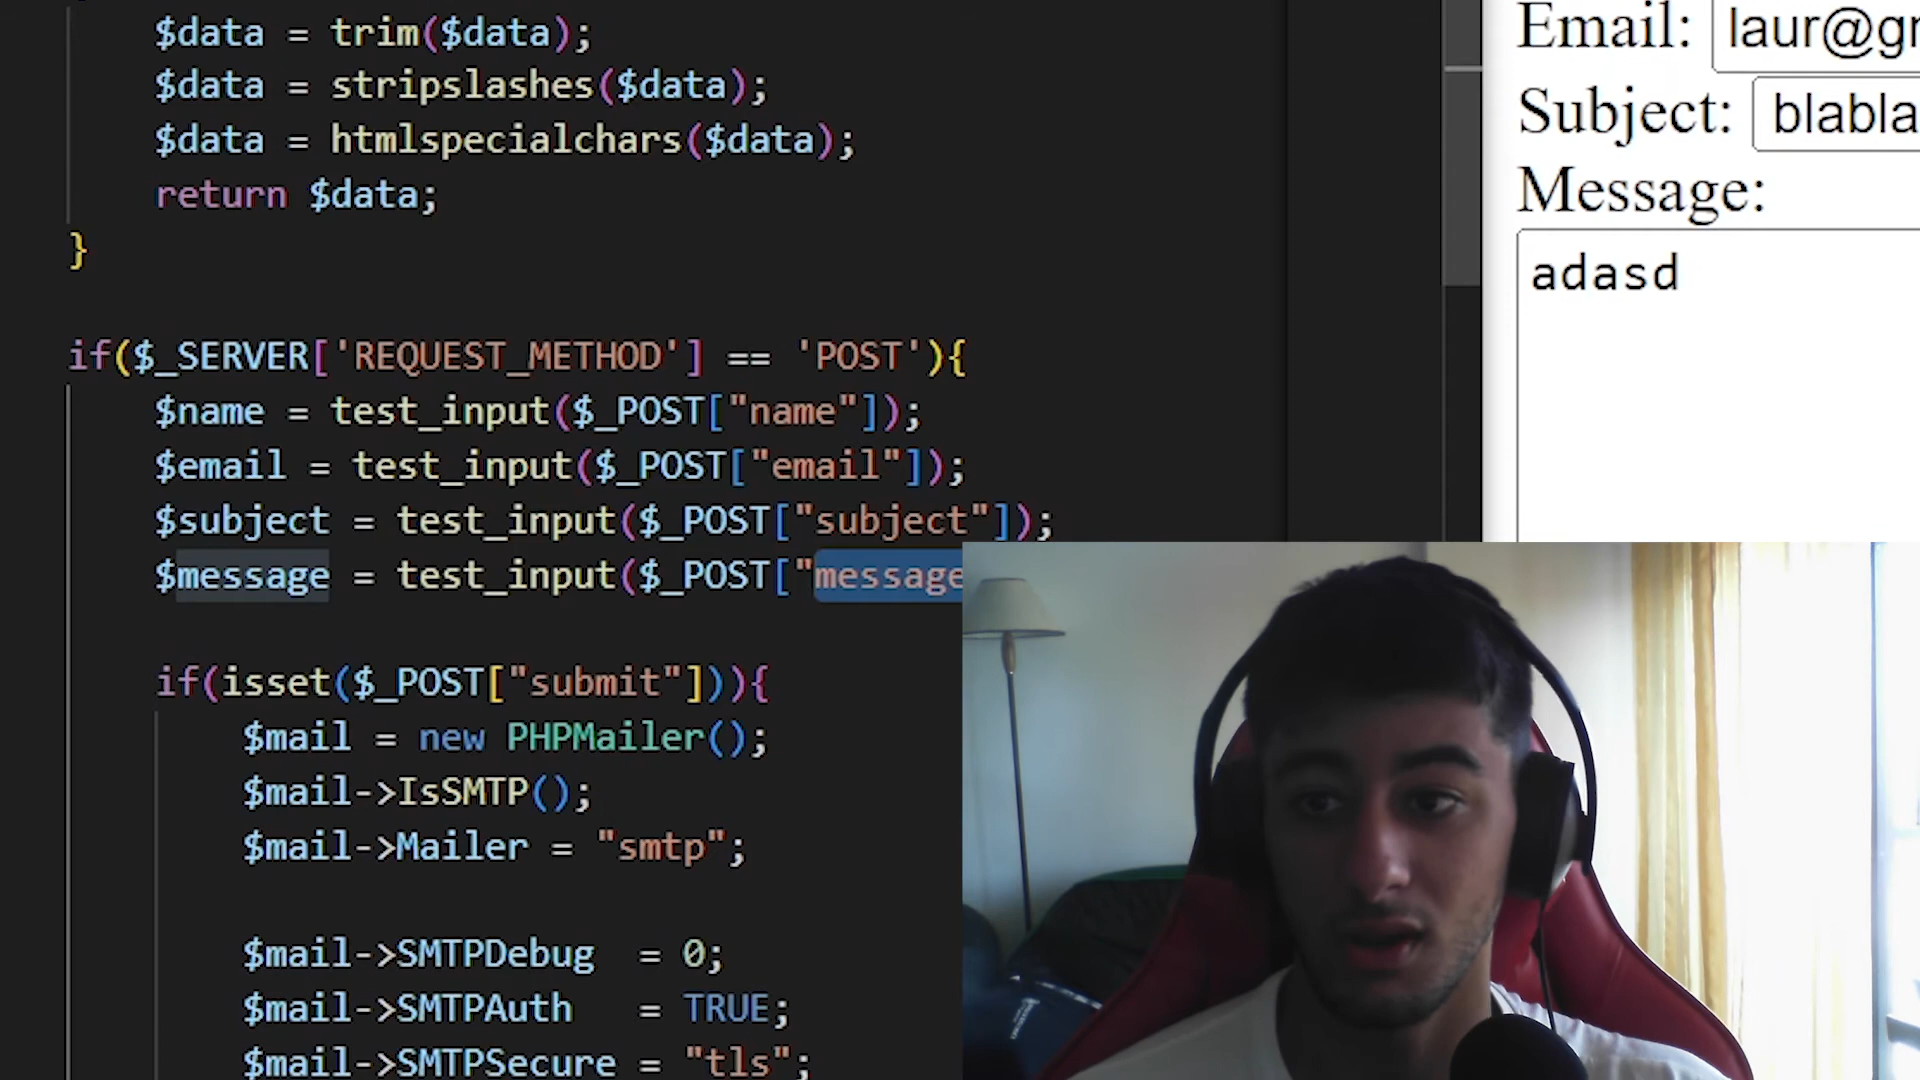 $data = trim($data);
$data = stripslashes($data);
$data = htmlspecialchars($data);
return $data;
}
if($_SERVER['REQUEST_METHOD'] == 'POST'){
$name = test_input($_POST["name"]);
$email = test_input($_POST["email"]);
$subject = test_input($_POST["subject"]);
$message = test_input($_POST["message
if(isset($_POST["submit"])){
$mail = new PHPMailer();
$mail->IsSMTP();
$mail->Mailer = "smtp";
$mail->SMTPDebug = 0;
$mail->SMTPAuth = TRUE;
$mail->SMTPSecure = "tls";
Email: laur@gm
Subject: blabla
Message:
adasd